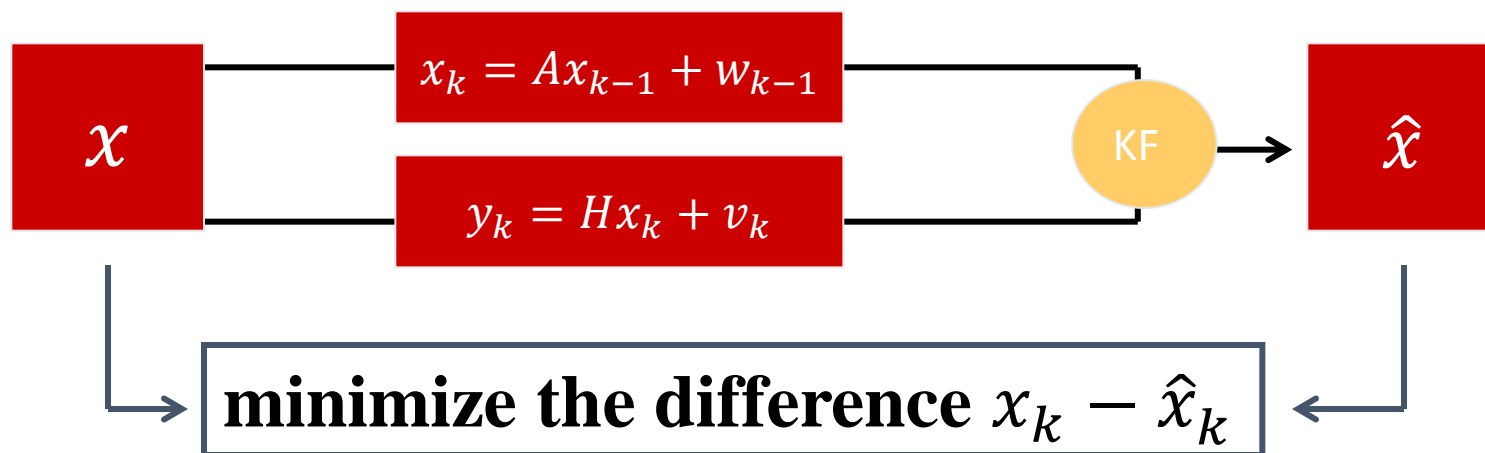 x
x_k = Ax_{k−1} + w_{k−1}
y_k = Hx_k + v_k
KF
x̂
minimize the difference x_k − x̂_k